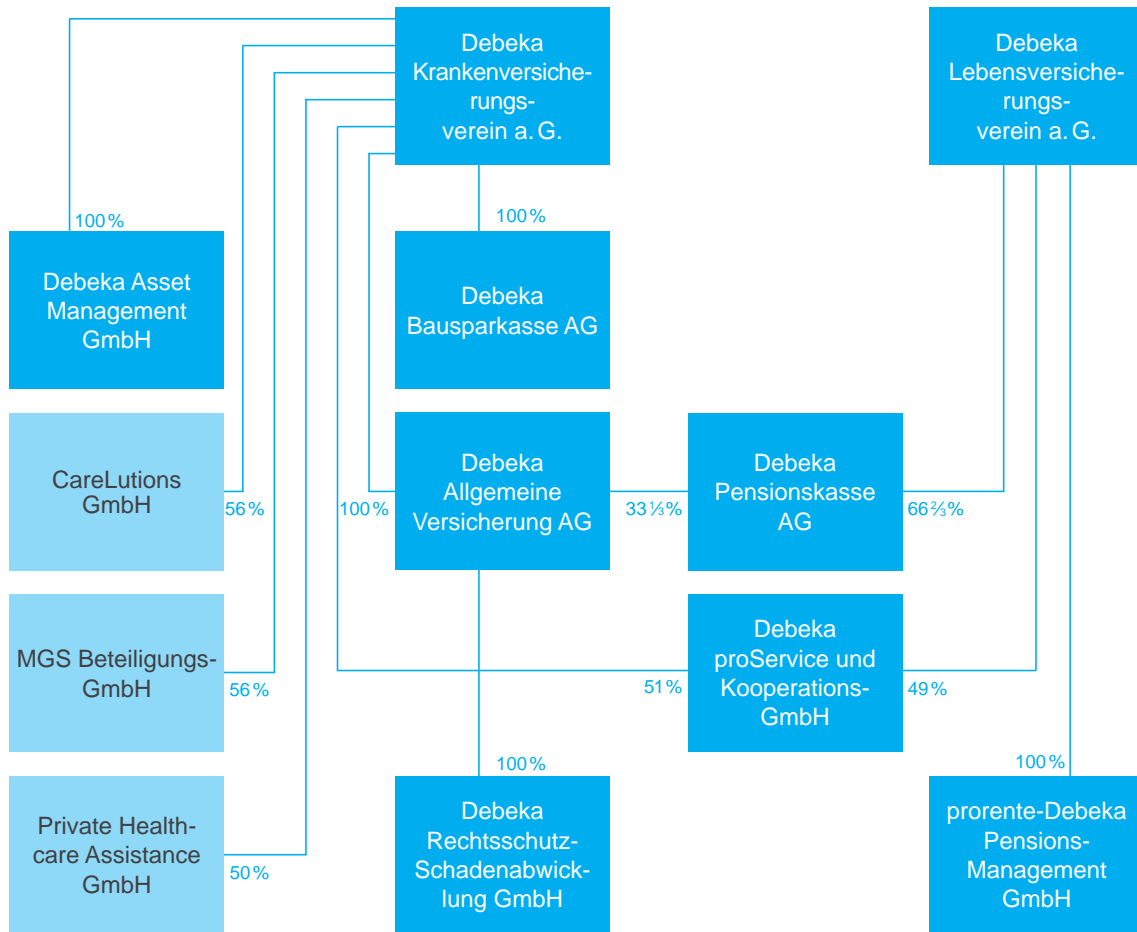 Debeka
Krankenversiche-
rungs-
verein a. G.
Debeka
Lebensversiche-
rungs-
verein a. G.
100 %
100 %
Debeka Asset
Management
GmbH
Debeka
Bausparkasse AG
CareLutions
GmbH
56 %
100 %
Debeka
Allgemeine
Versicherung AG
33 ⅓ %
Debeka
Pensionskasse
AG
66 ⅔ %
MGS Beteiligungs-
GmbH
56 %
51 %
Debeka
proService und
Kooperations-
GmbH
49 %
100 %
100 %
Private Health-
care Assistance
GmbH
50 %
Debeka
Rechtsschutz-
Schadenabwick-
lung GmbH
prorente-Debeka
Pensions-
Management
GmbH